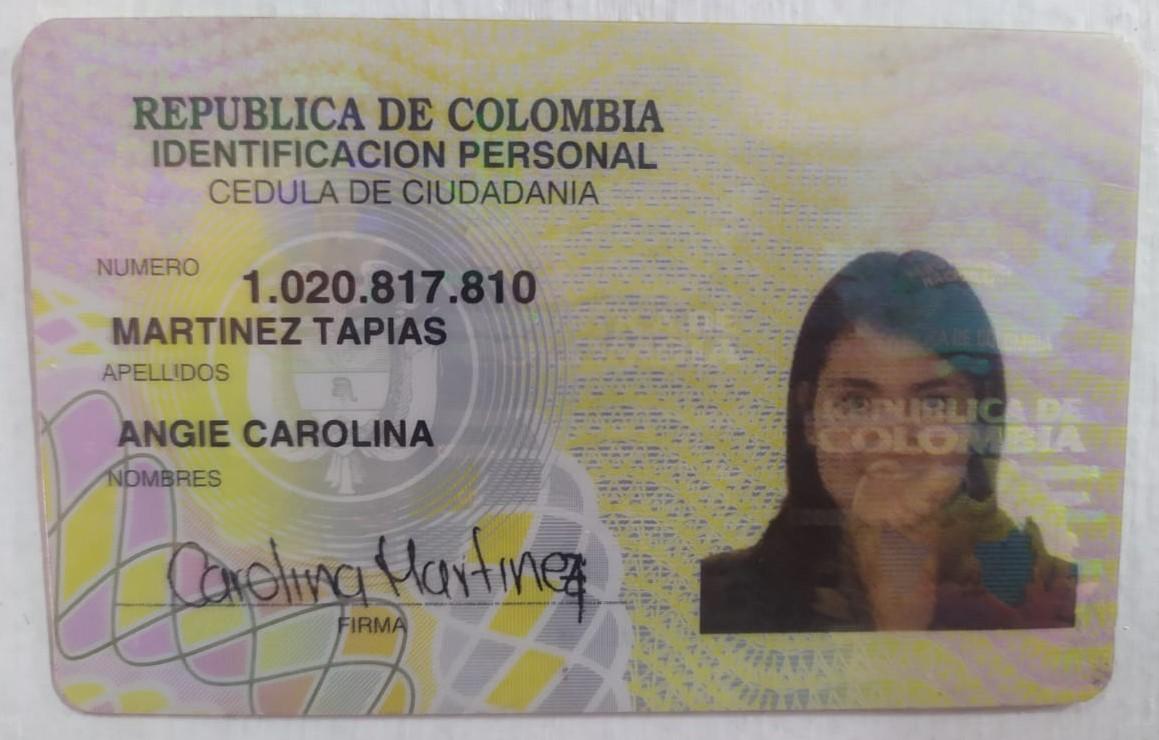 REPUBLICA DE COLOMBIA
IDENTIFICACION PERSONAL
CEDULA DE CIUDADANIA
NUMERO 1.020.817.810
MARTINEZ TAPIAS
APELLIDOS
ANGIE CAROLINA
NOMBRES
Carolina Martinez
FIRMA
REPUBLICA DE
COLOMBIA